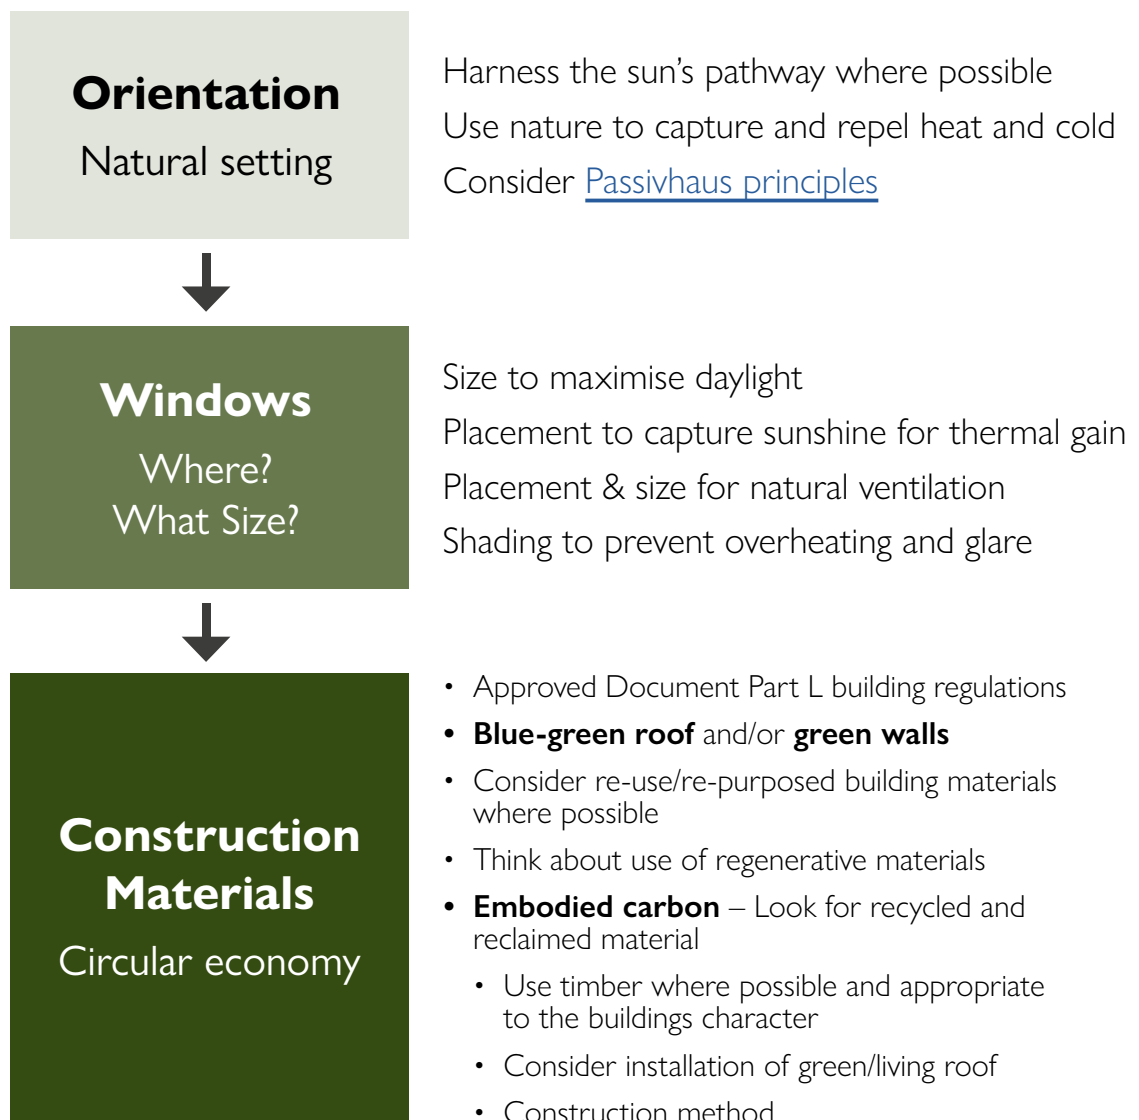 Orientation
Natural setting
Harness the sun's pathway where possible
Use nature to capture and repel heat and cold
Consider Passivhaus principles
Windows
Where?
What Size?
Size to maximise daylight
Placement to capture sunshine for thermal gain
Placement & size for natural ventilation
Shading to prevent overheating and glare
Construction
Materials
Circular economy
• Approved Document Part L building regulations
• Blue-green roof and/or green walls
• Consider re-use/re-purposed building materials
where possible
• Think about use of regenerative materials
• Embodied carbon – Look for recycled and
reclaimed material
• Use timber where possible and appropriate
to the buildings character
• Consider installation of green/living roof
• Construction method